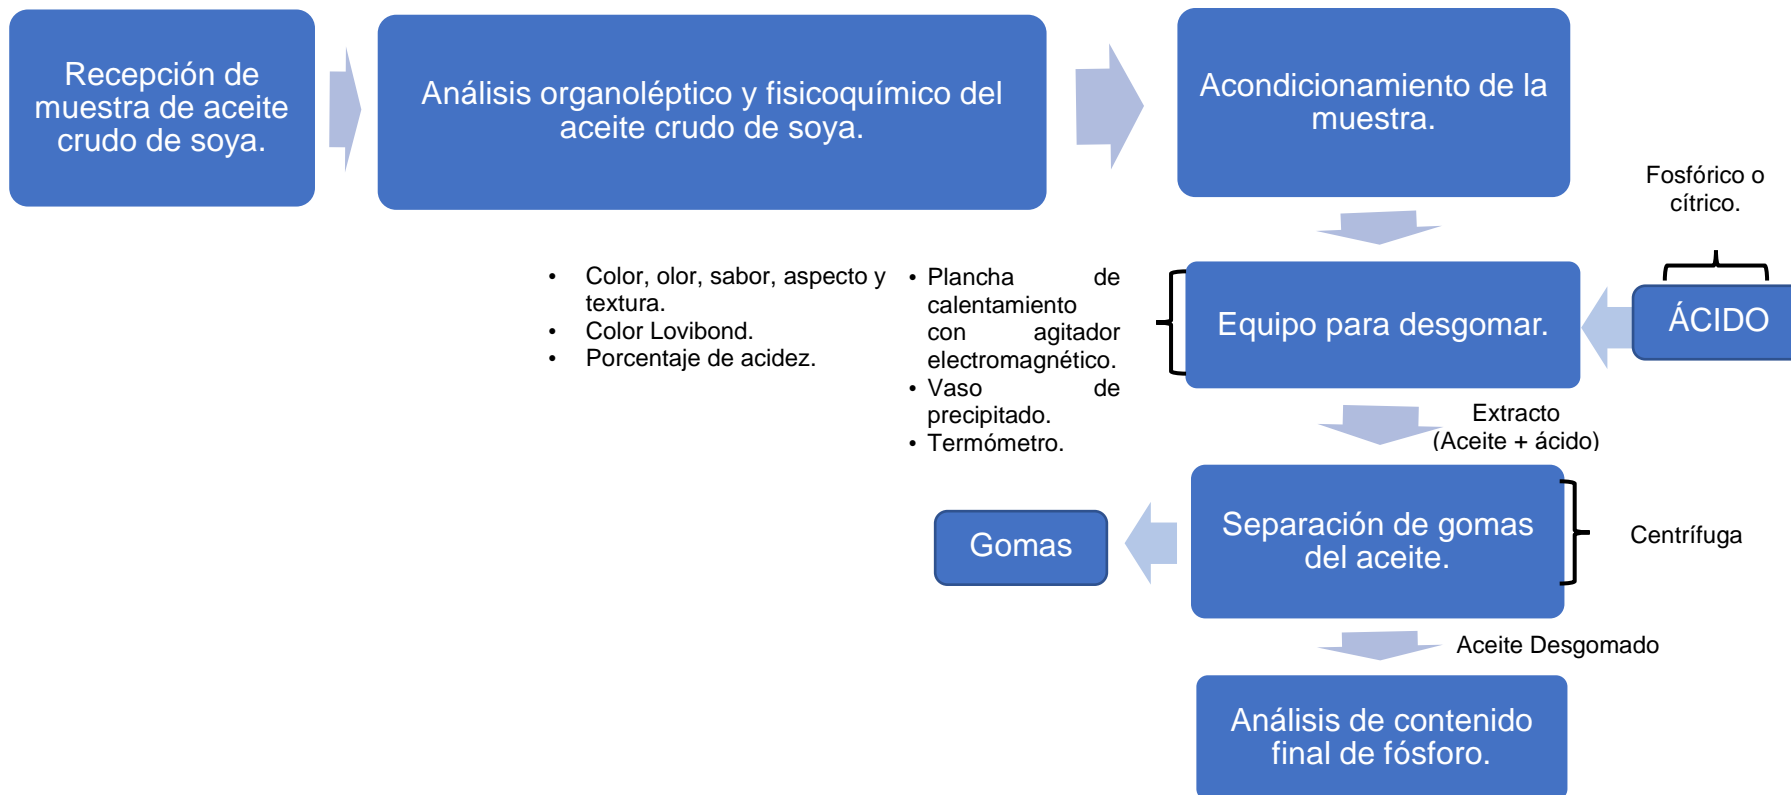 Recepción de
muestra de aceite
crudo de soya.
Análisis organoléptico y fisicoquímico del
aceite crudo de soya.
Acondicionamiento de la
muestra.
Fosfórico o
cítrico.
• Color, olor, sabor, aspecto y
textura.
• Color Lovibond.
• Porcentaje de acidez.
• Plancha de
calentamiento
con agitador
electromagnético.
• Vaso de
precipitado.
• Termómetro.
Equipo para desgomar.
ÁCIDO
Extracto
(Aceite + ácido)
Gomas
Separación de gomas
del aceite.
Centrífuga
Aceite Desgomado
Análisis de contenido
final de fósforo.